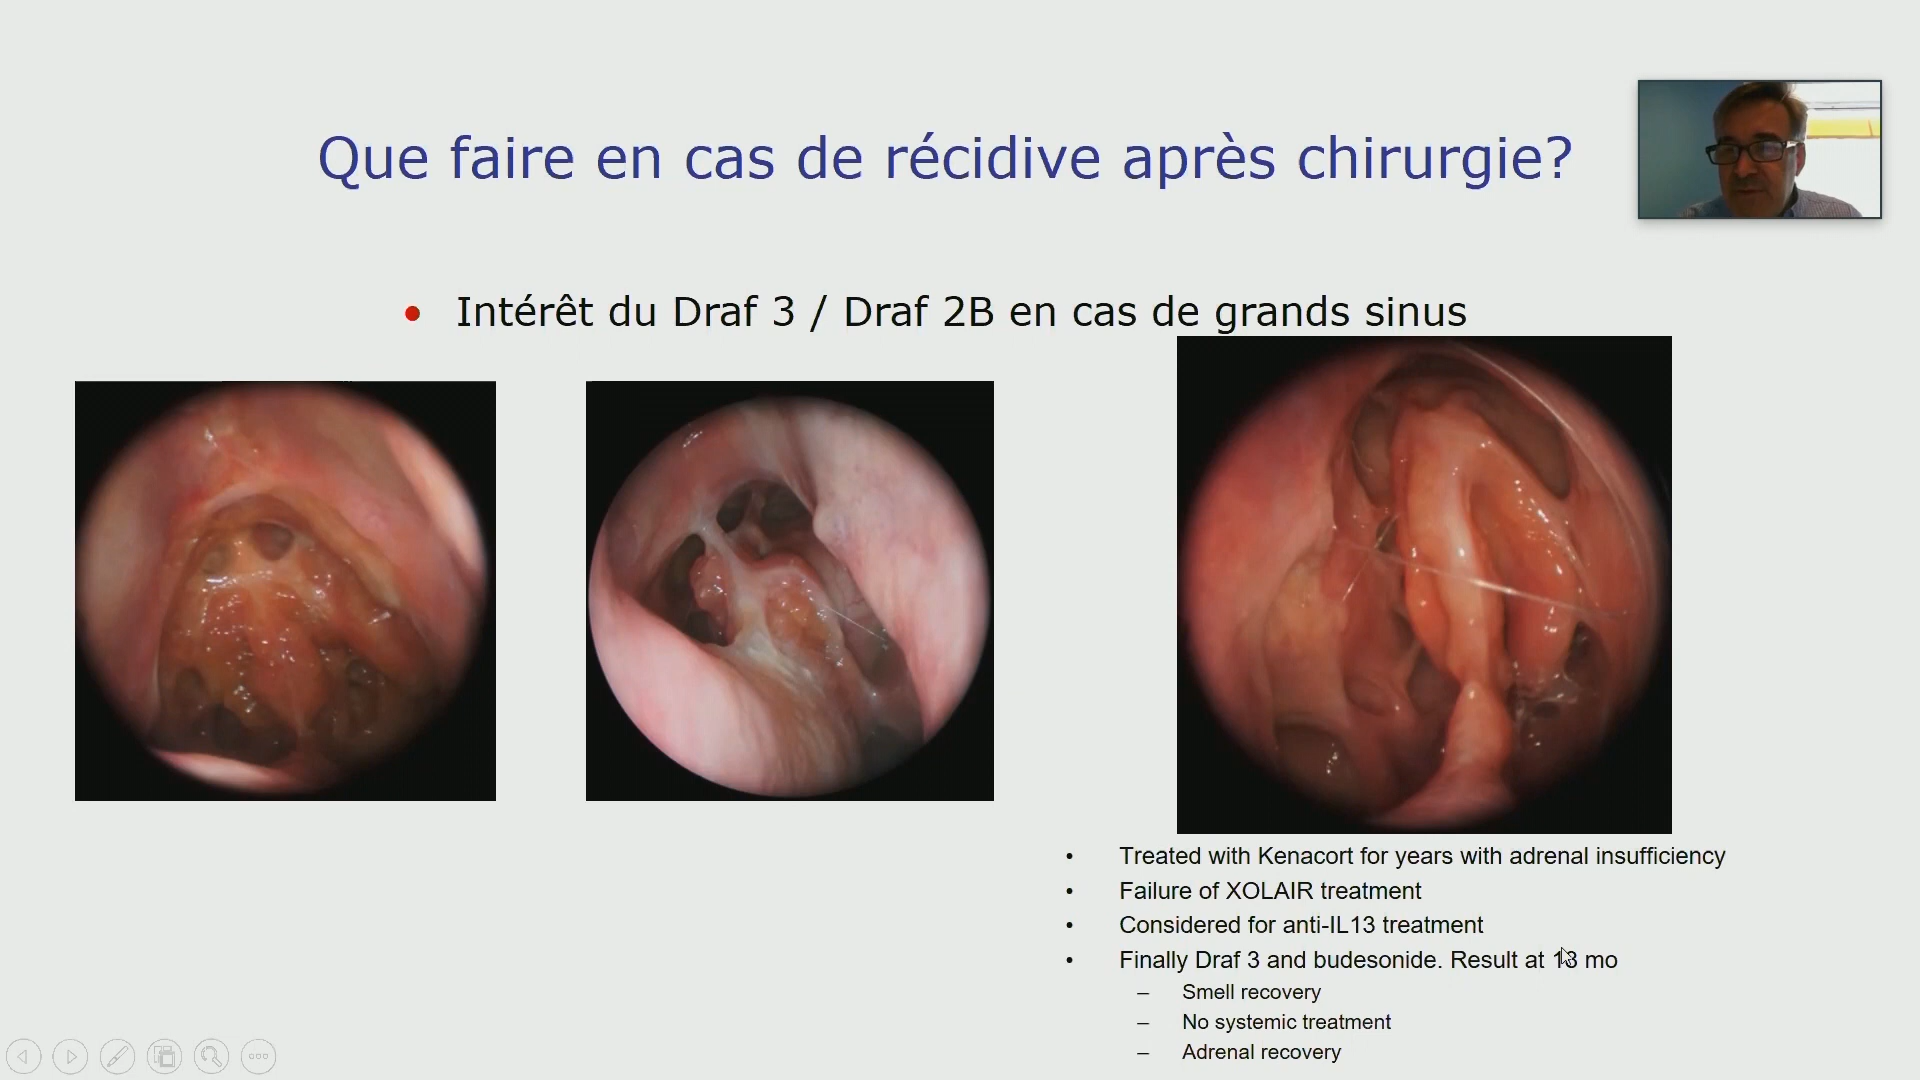 Que faire en cas de récidive après chirurgie?
• Intérêt du Draf 3 / Draf 2B en cas de grands sinus
• Treated with Kenacort for years with adrenal insufficiency
• Failure of XOLAIR treatment
• Considered for anti-IL13 treatment
• Finally Draf 3 and budesonide. Result at mo
– Smell recovery
– No systemic treatment
– Adrenal recovery